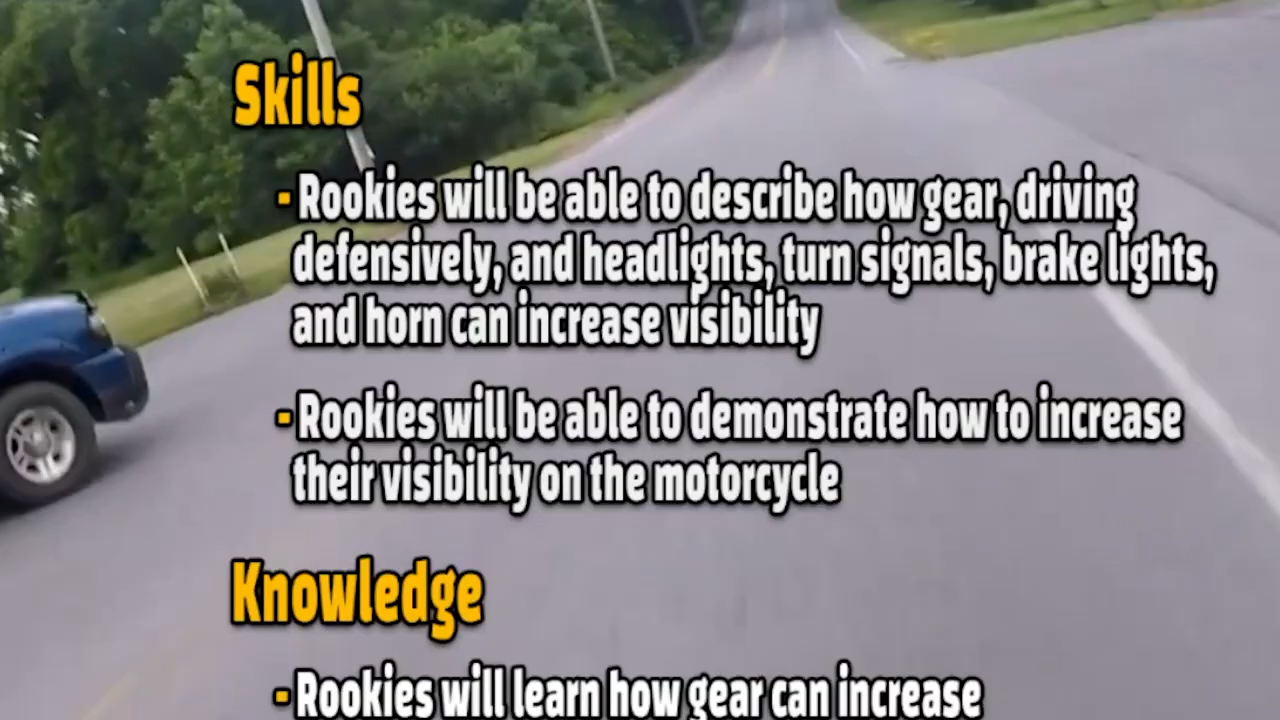 Skills
- Rookies will be able to describe how gear, driving
defensively, and headlights, turn signals, brake lights,
and horn can increase visibility
- Rookies will be able to demonstrate how to increase
their visibility on the motorcycle
Knowledge
- Rookies will learn how gear can increase